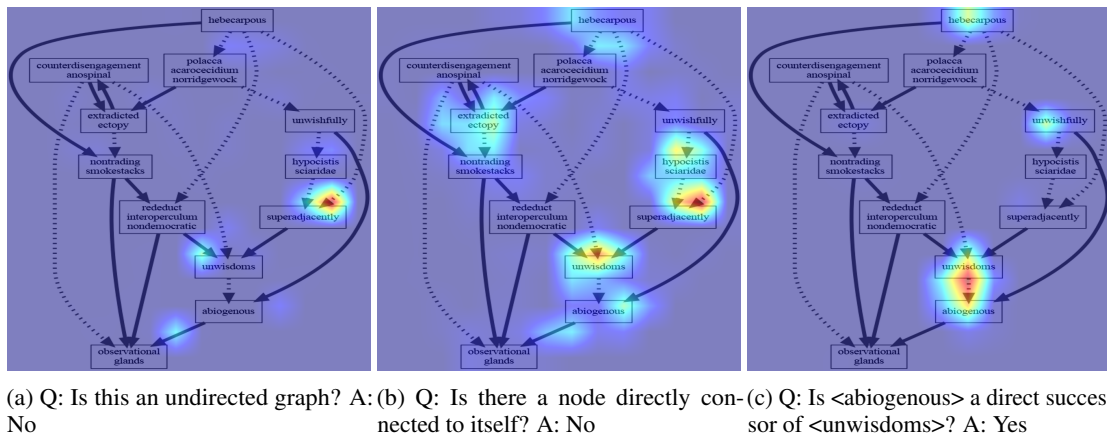 hebecarpous
counterdisengagement
anospinal
polacca
acarocecidium
norridgewock
extradicted
ectopy
unwishfully
nontrading
smokestacks
hypocistis
sciaridae
rededuct
interoperculum
nondemocratic
superadjacently
unwisdoms
abiogenous
observational
glands
hebecarpous
counterdisengagement
anospinal
polacca
acarocecidium
norridgewock
extradicted
ectopy
unwishfully
nontrading
smokestacks
hypocistis
sciaridae
rededuct
interoperculum
nondemocratic
superadjacently
unwisdoms
abiogenous
observational
glands
hebecarpous
counterdisengagement
anospinal
polacca
acarocecidium
norridgewock
extradicted
ectopy
unwishfully
nontrading
smokestacks
hypocistis
sciaridae
rededuct
interoperculum
nondemocratic
superadjacently
unwisdoms
abiogenous
observational
glands
(a) Q: Is this an undirected graph? A:
No
(b) Q: Is there a node directly con-
nected to itself? A: No
(c) Q: Is <abiogenous> a direct succes
sor of <unwisdoms>? A: Yes